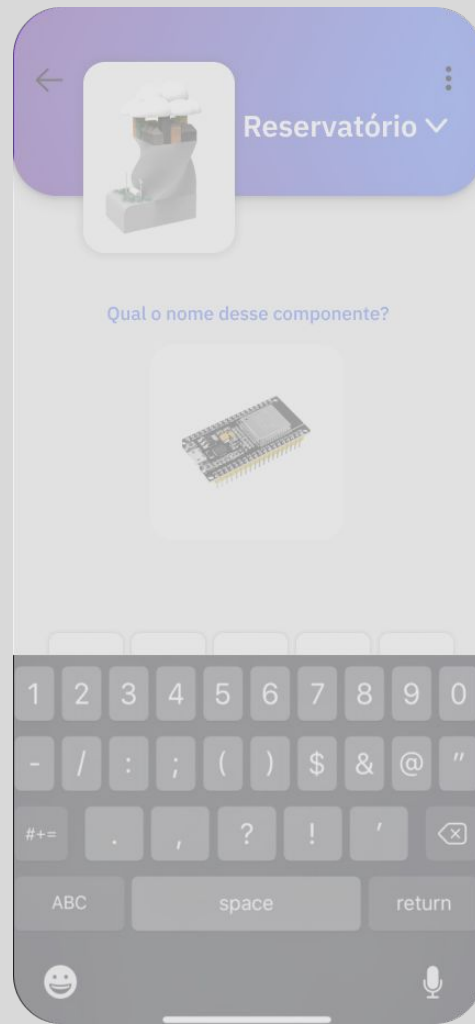 Reservatório
Qual o nome desse componente?
1 2 3 4 5 6 7 8 9 0
- / : ; ( ) $ & @ "
#+= . , ? ! '
ABC space return